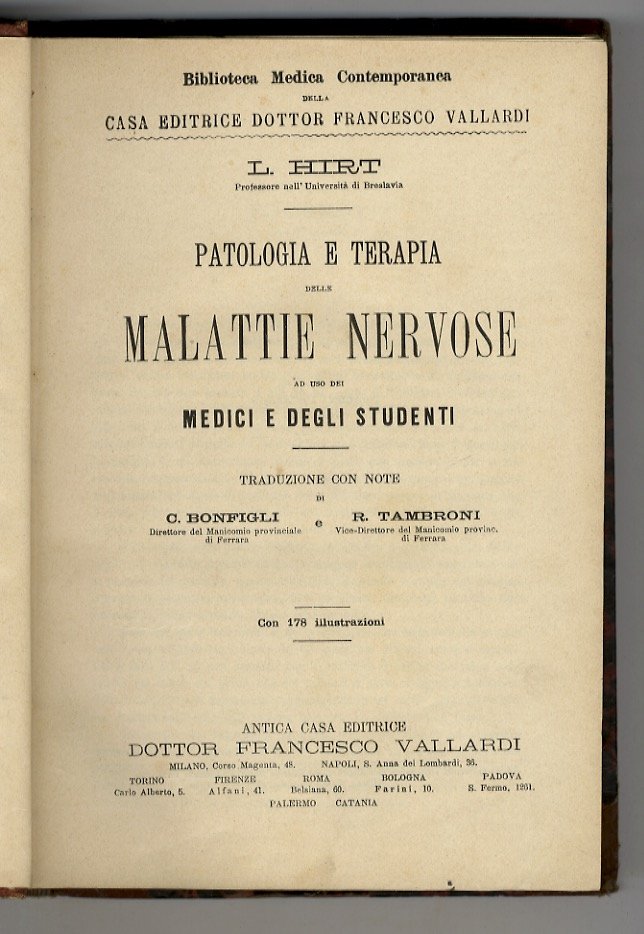 Biblioteca Medica Contemporanea
DELLA
CASA EDITRICE DOTTOR FRANCESCO VALLARDI
L. HIRT
Professore nell' Università di Breslavia
PATOLOGIA E TERAPIA
DELLE
MALATTIE NERVOSE
AD USO DEI
MEDICI E DEGLI STUDENTI
TRADUZIONE CON NOTE
DI
C. BONFIGLI e R. TAMBRONI
Direttore del Manicomio provinciale Vice-Direttore del Manicomio provinc.
di Ferrara di Ferrara
Con 178 illustrazioni
ANTICA CASA EDITRICE
DOTTOR FRANCESCO VALLARDI
MILANO, Corso Magenta, 48. NAPOLI, S. Anna dei Lombardi, 36.
TORINO FIRENZE ROMA BOLOGNA PADOVA
Carlo Alberto, 5. Alfani, 41. Belsiana, 60. Farini, 10. S. Fermo, 1261.
PALERMO CATANIA